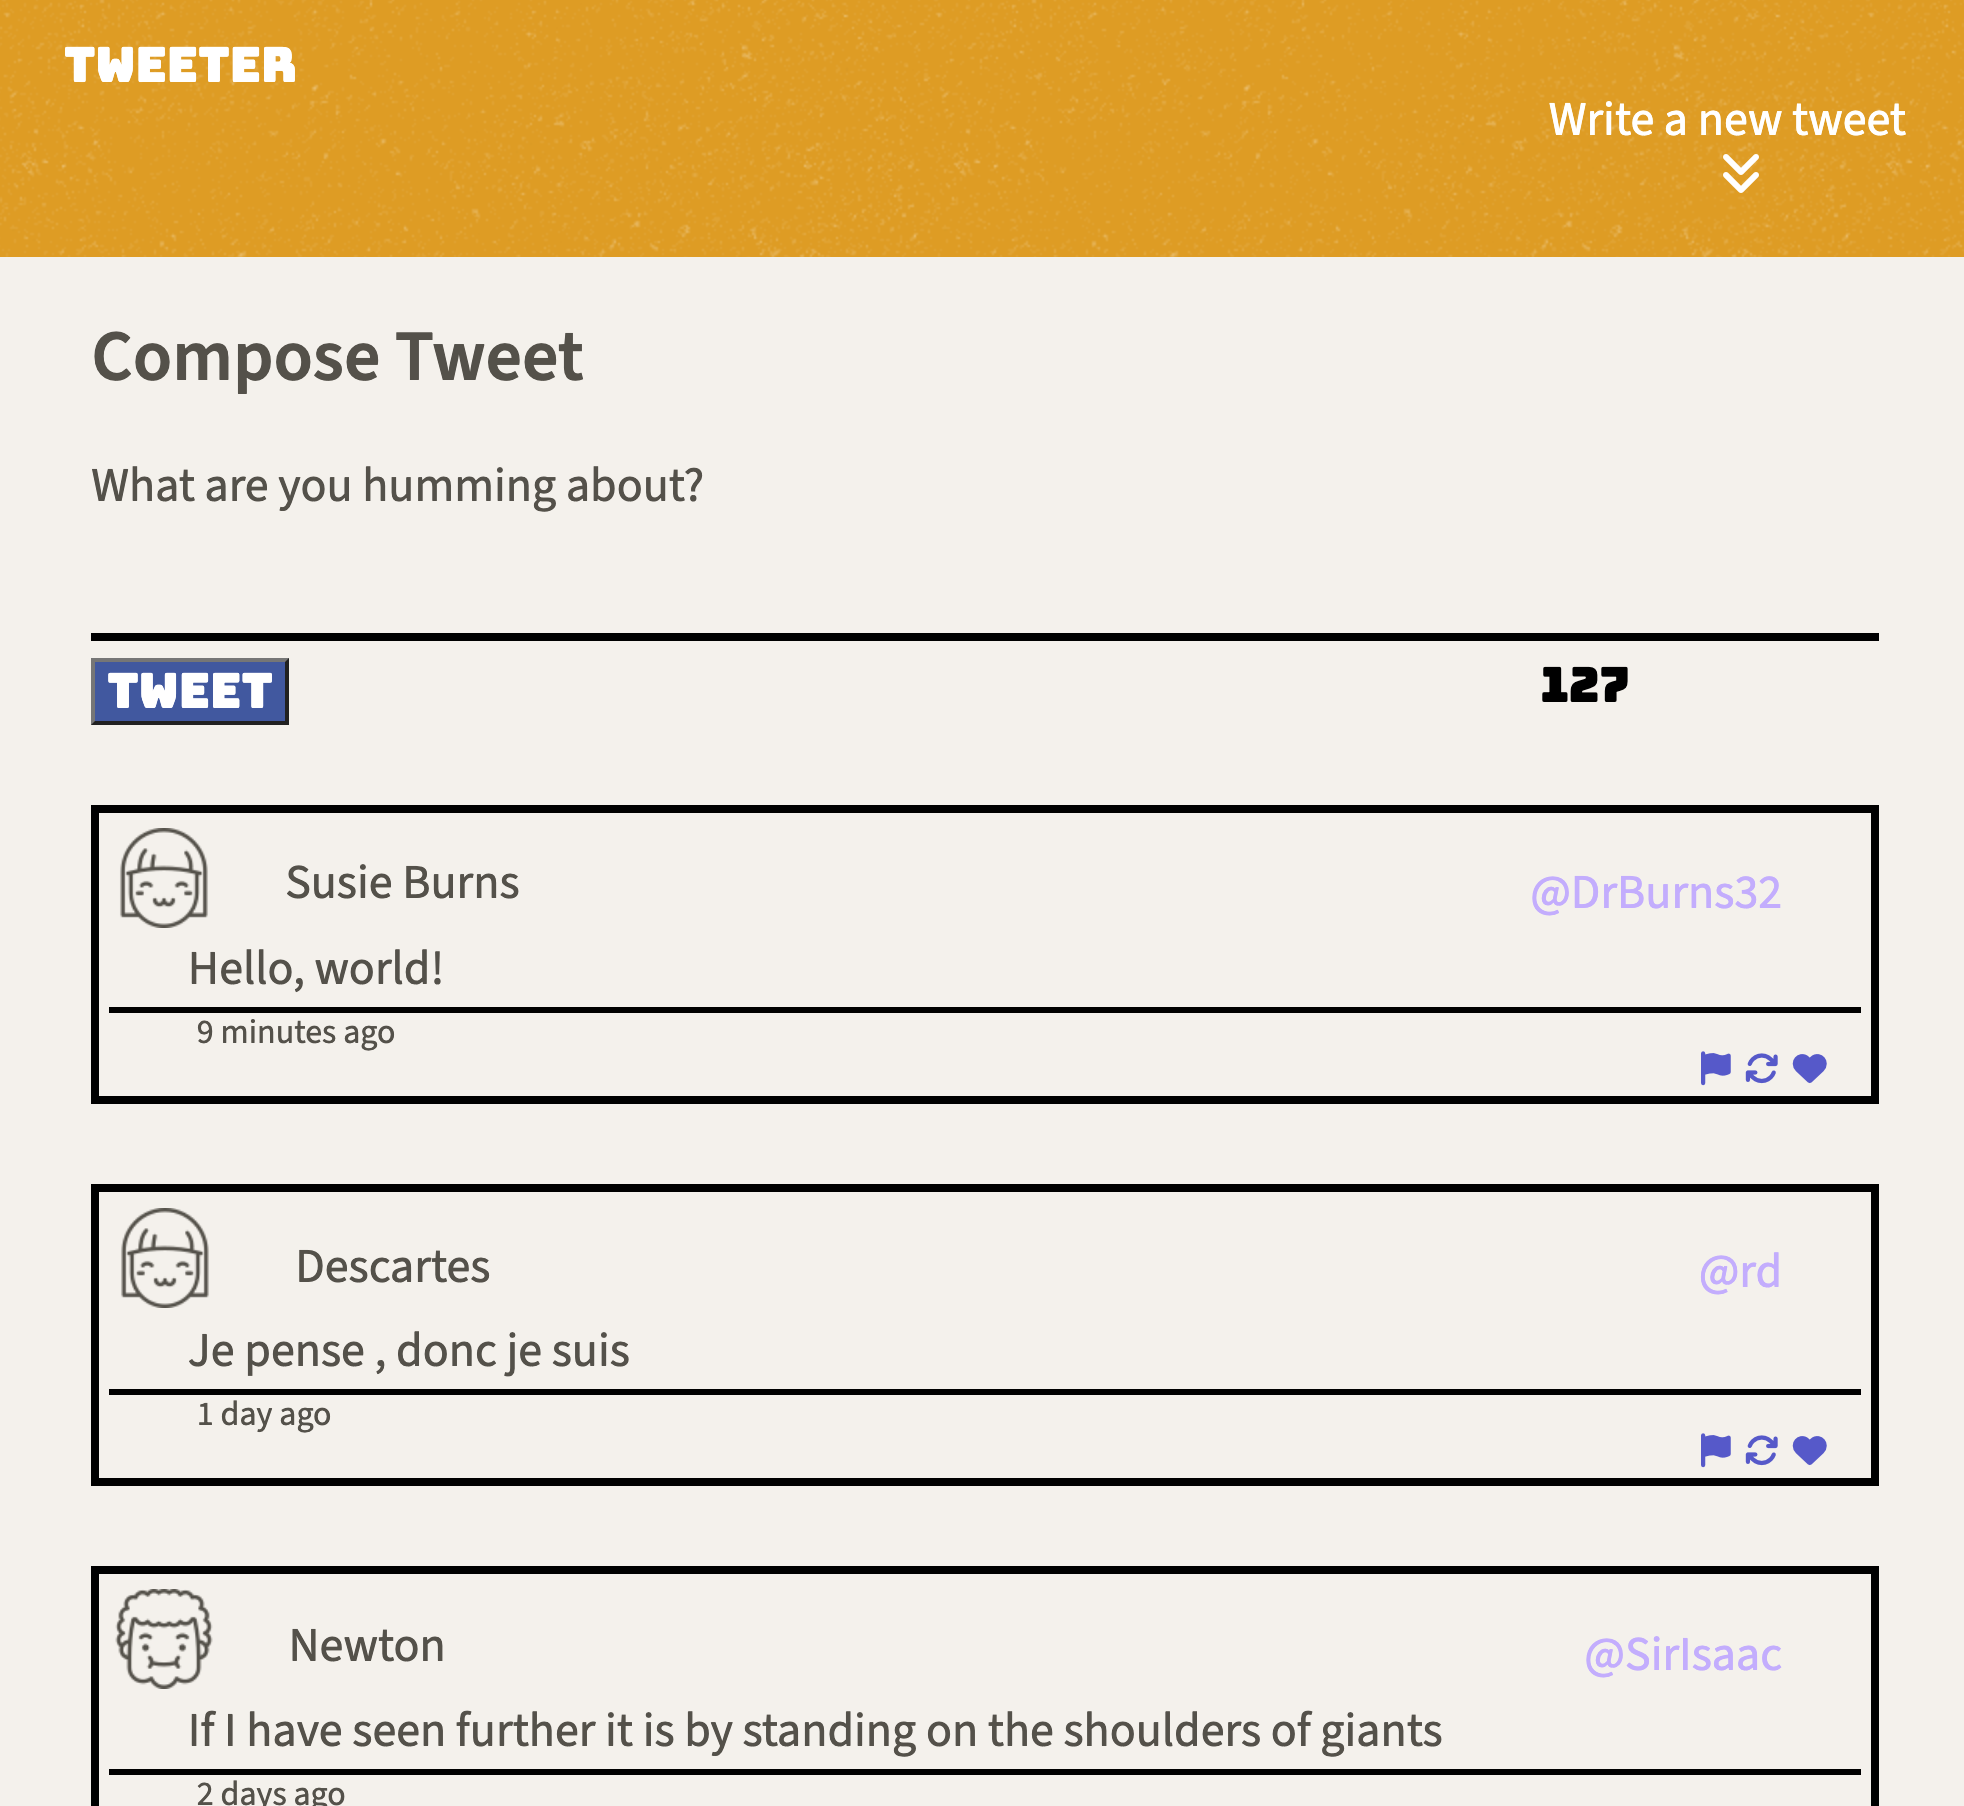 TWEETER
Write a new tweet
Compose Tweet
What are you humming about?
TWEET
127
Susie Burns
@DrBurns32
Hello, world!
9 minutes ago
Descartes
@rd
Je pense , donc je suis
1 day ago
Newton
@SirIsaac
If I have seen further it is by standing on the shoulders of giants
2 days ago